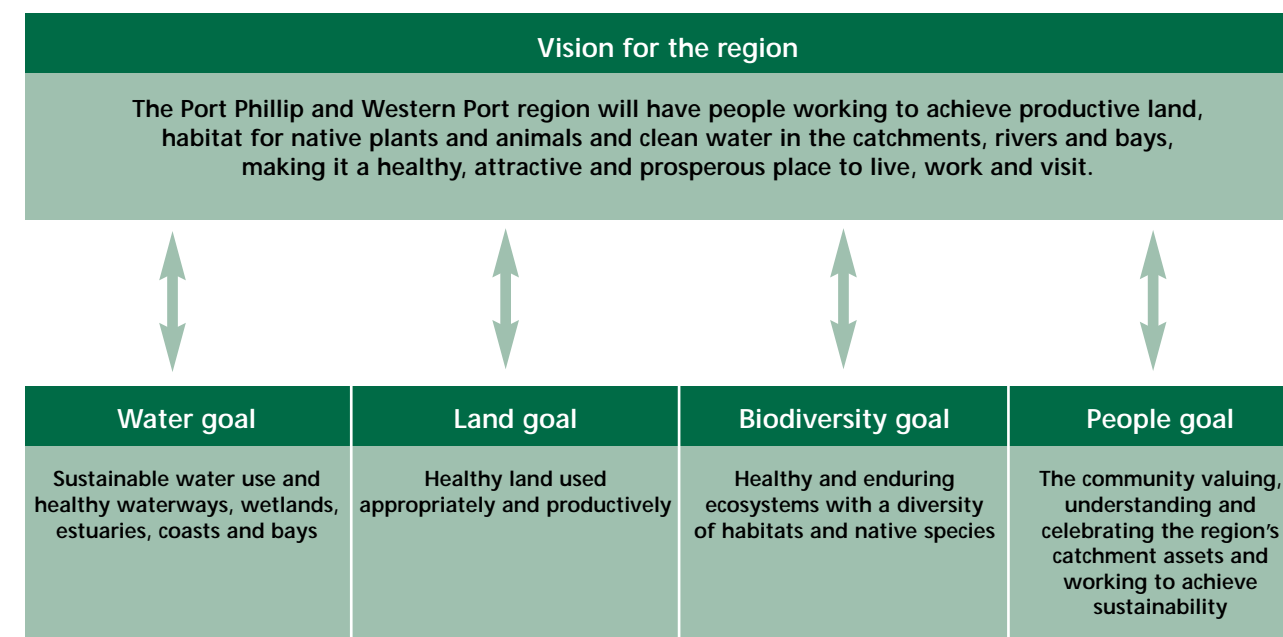 Vision for the region
The Port Phillip and Western Port region will have people working to achieve productive land,
habitat for native plants and animals and clean water in the catchments, rivers and bays,
making it a healthy, attractive and prosperous place to live, work and visit.
Water goal
Sustainable water use and
healthy waterways, wetlands,
estuaries, coasts and bays
Land goal
Healthy land used
appropriately and productively
Biodiversity goal
Healthy and enduring
ecosystems with a diversity
of habitats and native species
People goal
The community valuing,
understanding and
celebrating the region's
catchment assets and
working to achieve
sustainability